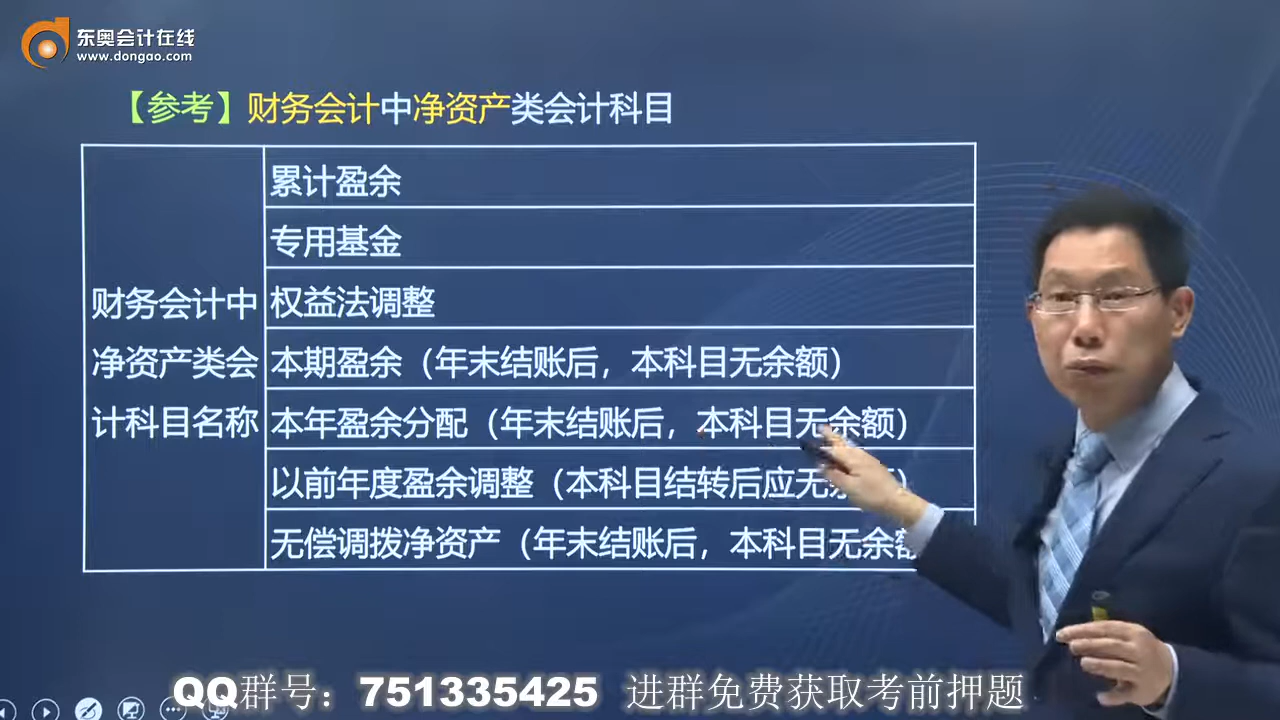 东奥会计在线
www.dongao.com
【参考】财务会计中净资产类会计科目
财务会计中
净资产类会
计科目名称
累计盈余
专用基金
权益法调整
本期盈余（年末结账后，本科目无余额）
本年盈余分配（年末结账后，本科目无余额）
以前年度盈余调整（本科目结转后应无
无偿调拨净资产（年末结账后，本科目无余额
QQ群号：751335425 进群免费获取考前押题